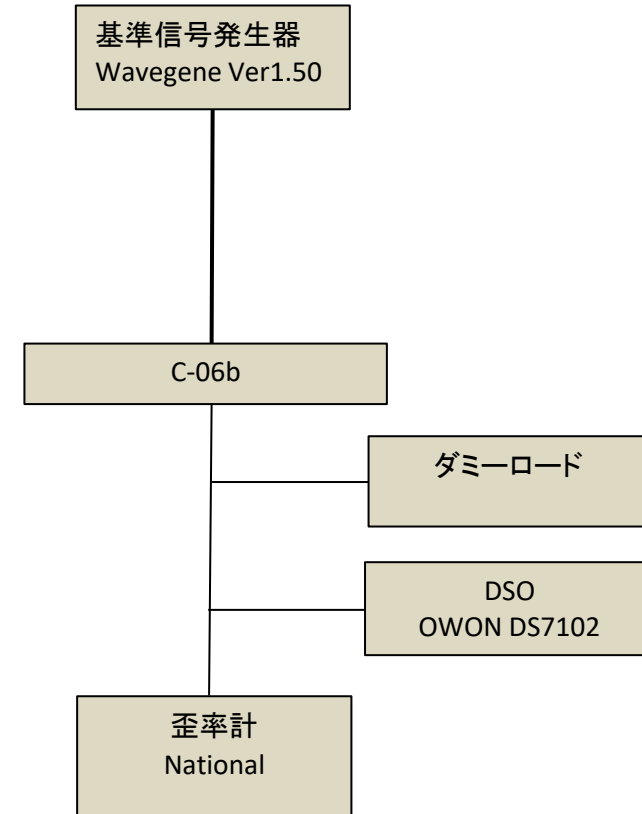 基準信号発生器
Wavegene Ver1.50
C-06b
ダミーロード
DSO
OWON DS7102
歪率計
National